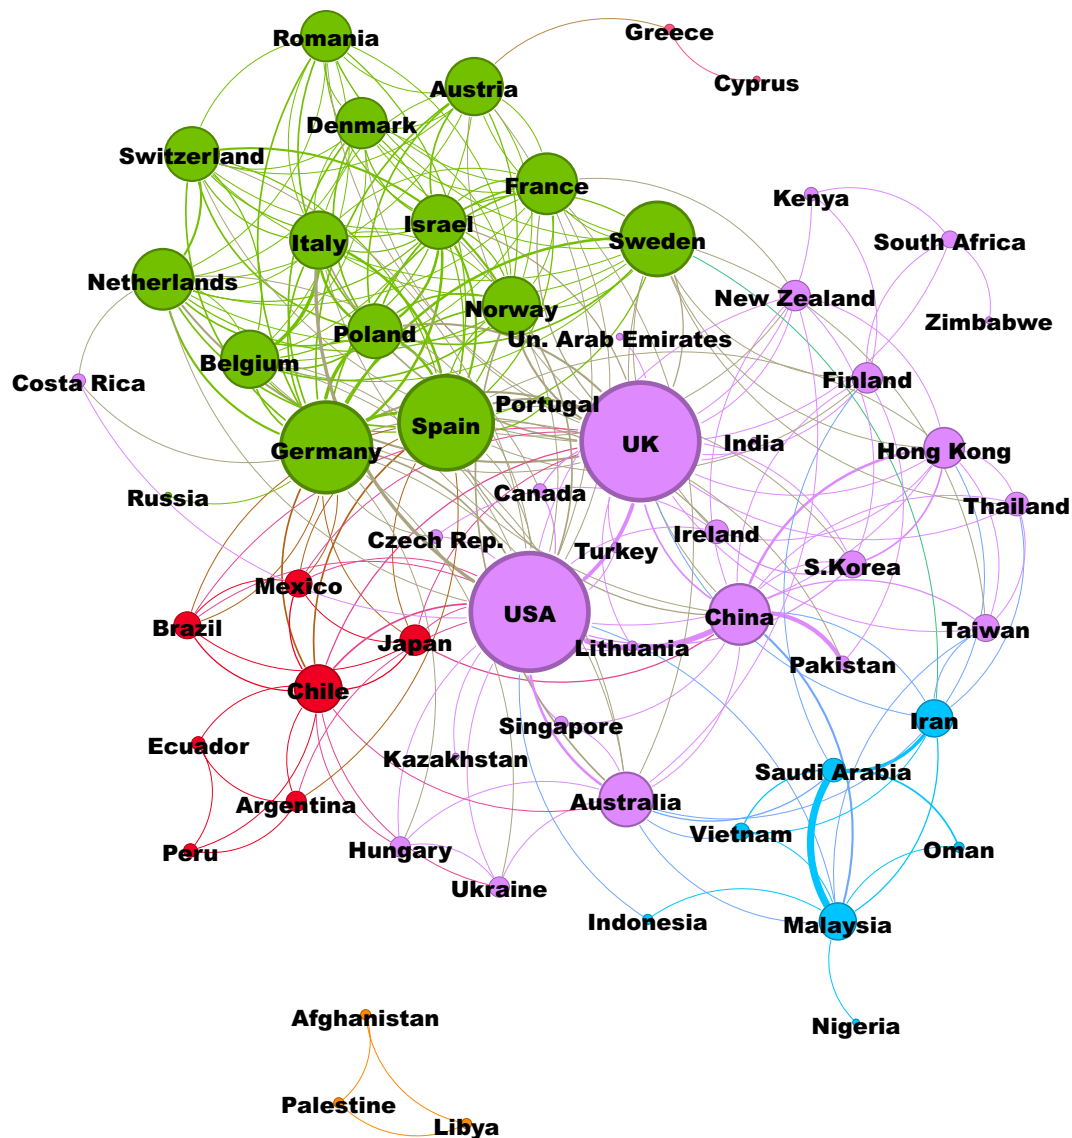 Greece
Romania
Cyprus
Austria
Denmark
Switzerland
France
Kenya
Israel
Italy
Sweden
South Africa
Netherlands
New Zealand
Norway
Zimbabwe
Poland
Un. Arab Emirates
Belgium
Costa Rica
Finland
Portugal
Spain
UK
India
Germany
Hong Kong
Canada
Russia
Thailand
Ireland
Czech Rep.
Turkey
S.Korea
Mexico
USA
China
Brazil
Taiwan
Japan
Lithuania
Pakistan
Chile
Iran
Singapore
Ecuador
Kazakhstan
Saudi Arabia
Argentina
Australia
Vietnam
Peru
Hungary
Oman
Ukraine
Indonesia
Malaysia
Afghanistan
Nigeria
Palestine
Libya